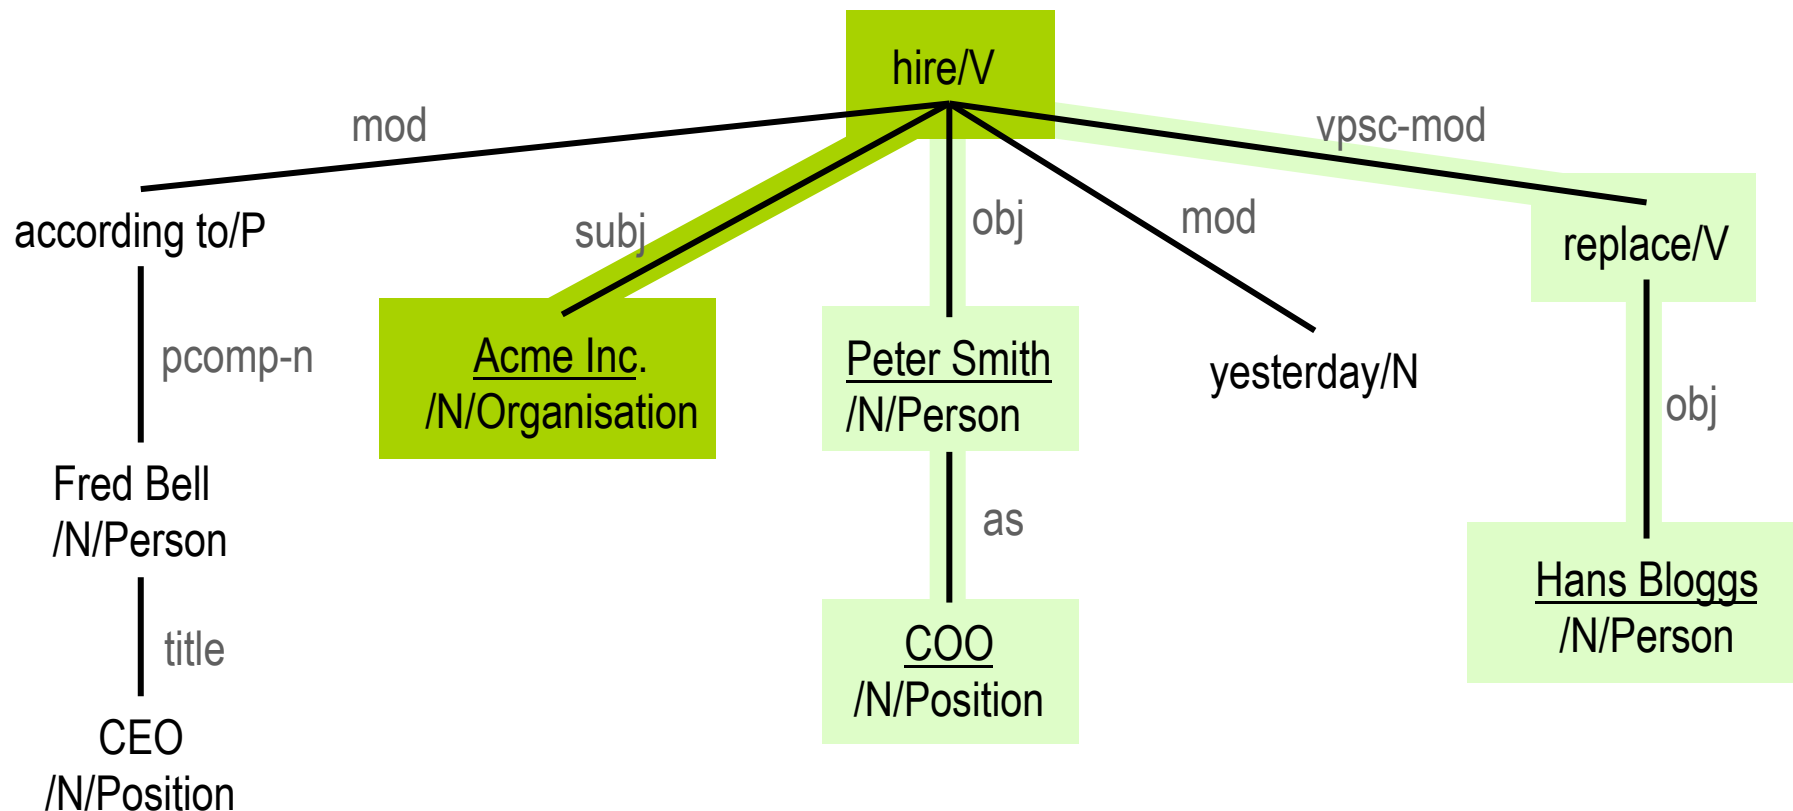 hire/V
mod
vpsc-mod
according to/P
subj
obj
mod
replace/V
pcomp-n
Acme Inc.
/N/Organisation
Peter Smith
/N/Person
yesterday/N
obj
Fred Bell
/N/Person
as
Hans Bloggs
/N/Person
title
COO
/N/Position
CEO
/N/Position